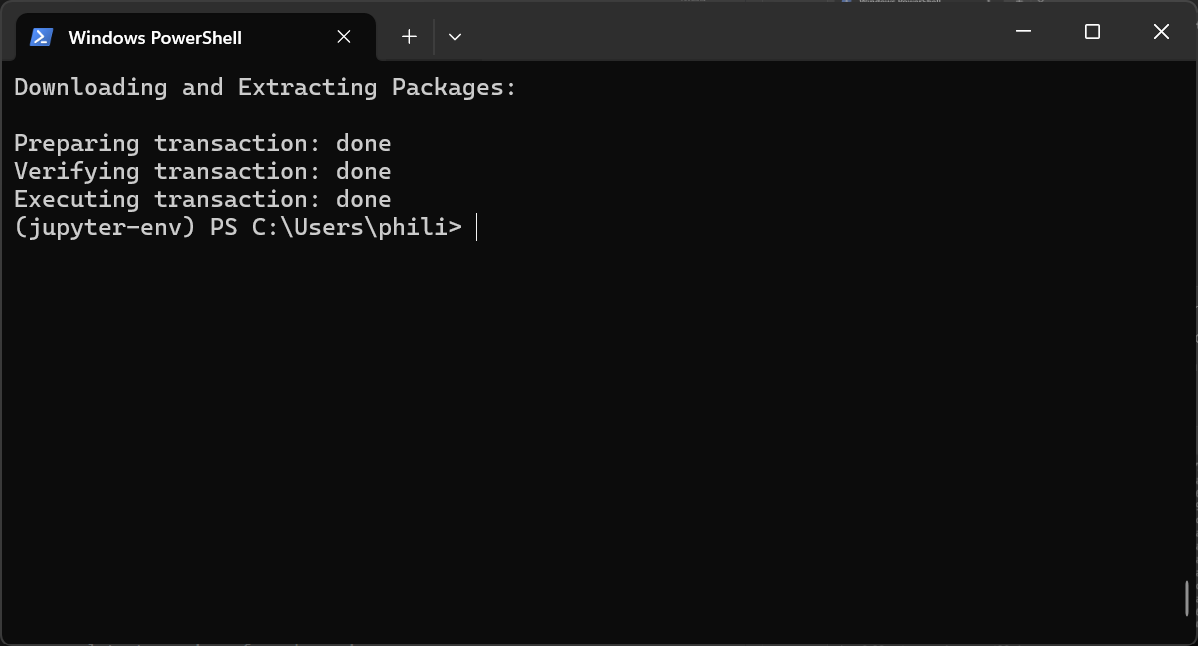 Windows PowerShell
Downloading and Extracting Packages:
Preparing transaction: done
Verifying transaction: done
Executing transaction: done
(jupyter-env) PS C:\Users\phili>